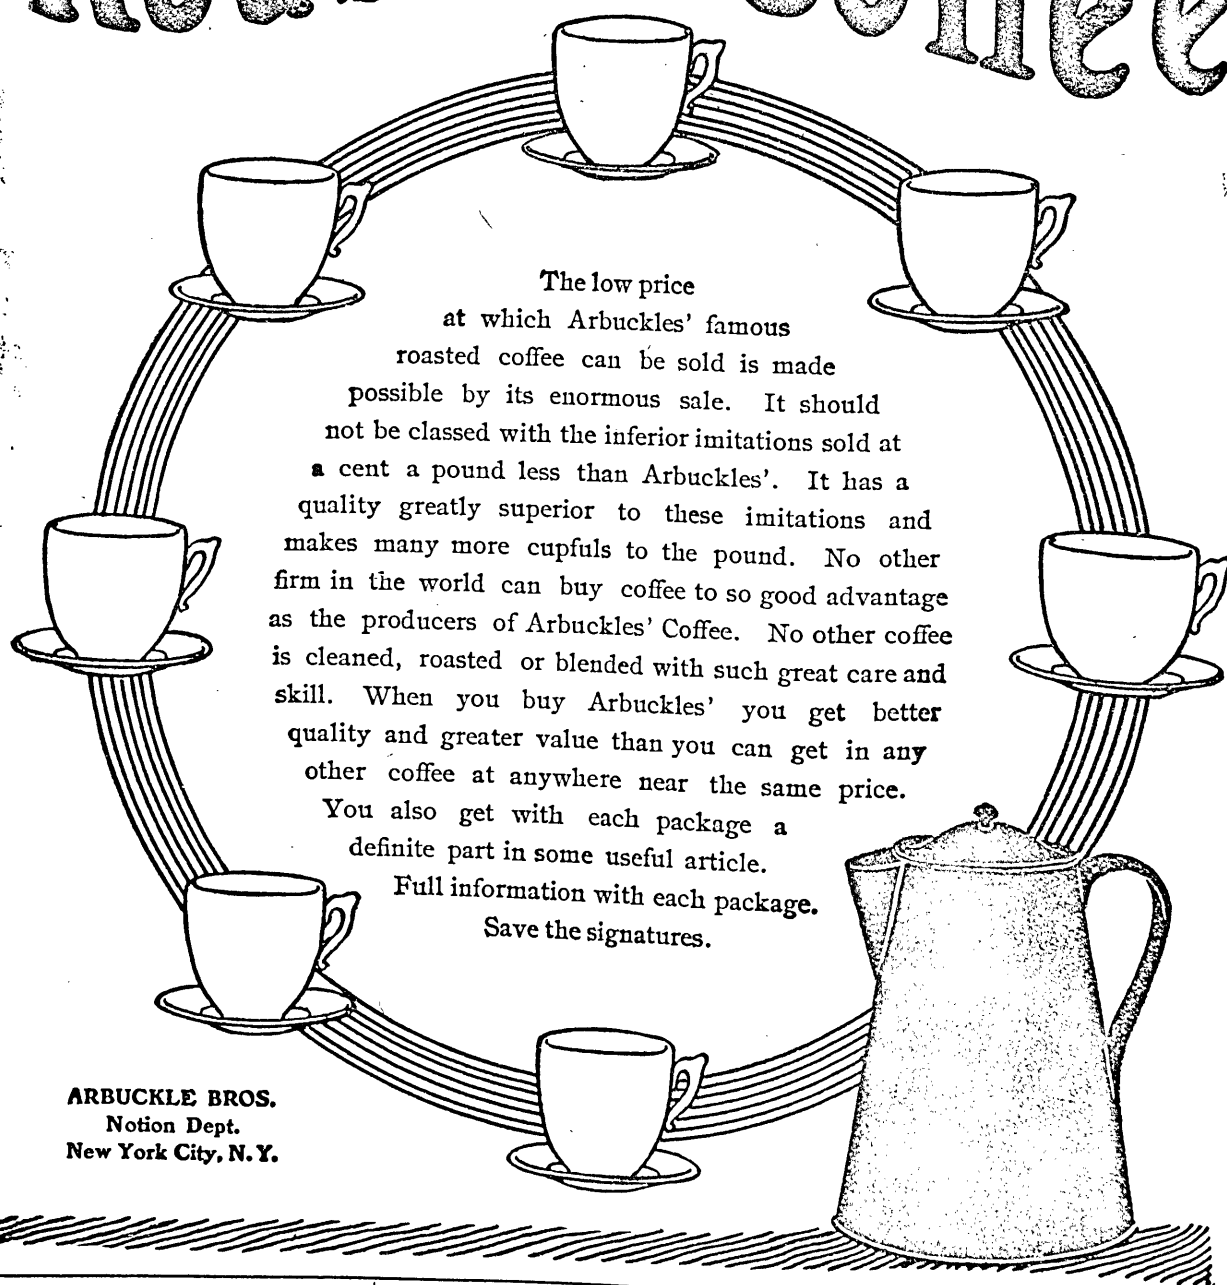 Coffee
The low price
at which Arbuckles' famous
roasted coffee can be sold is made
possible by its enormous sale. It should
not be classed with the inferior imitations sold at
a cent a pound less than Arbuckles'. It has a
quality greatly superior to these imitations and
makes many more cupfuls to the pound. No other
firm in the world can buy coffee to so good advantage
as the producers of Arbuckles' Coffee. No other coffee
is cleaned, roasted or blended with such great care and
skill. When you buy Arbuckles' you get better
quality and greater value than you can get in any
other coffee at anywhere near the same price.
You also get with each package a
definite part in some useful article.
Full information with each package.
Save the signatures.
ARBUCKLE BROS.
Notion Dept.
New York City, N.Y.